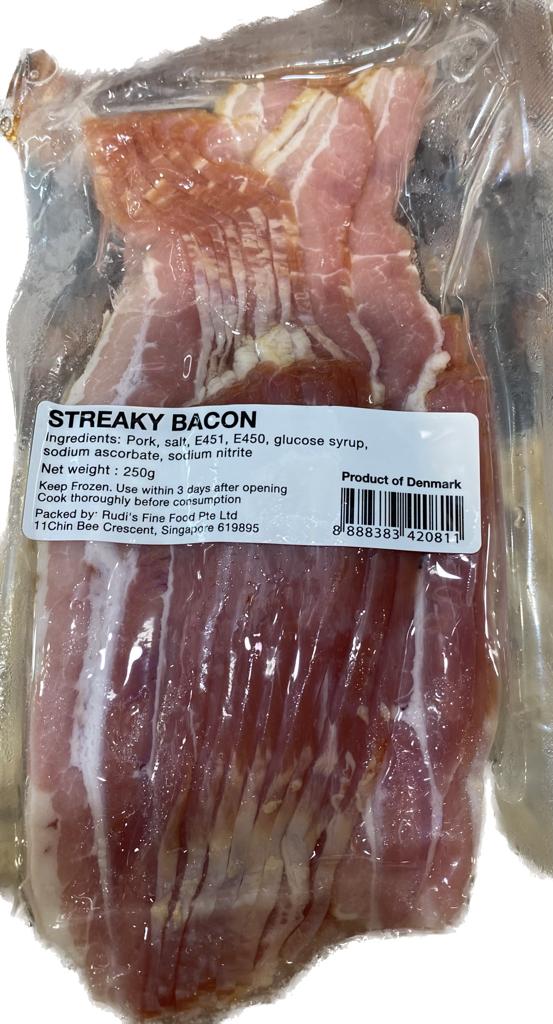 STREAKY BACON
Ingredients: Pork, salt, E451, E450, glucose syrup,
sodium ascorbate, sodium nitrite
Net weight : 250g
Keep Frozen. Use within 3 days after opening
Cook thoroughly before consumption
Packed by: Rudi's Fine Food Pte Ltd
11Chin Bee Crescent, Singapore 619895
Product of Denmark
8 888383 420811